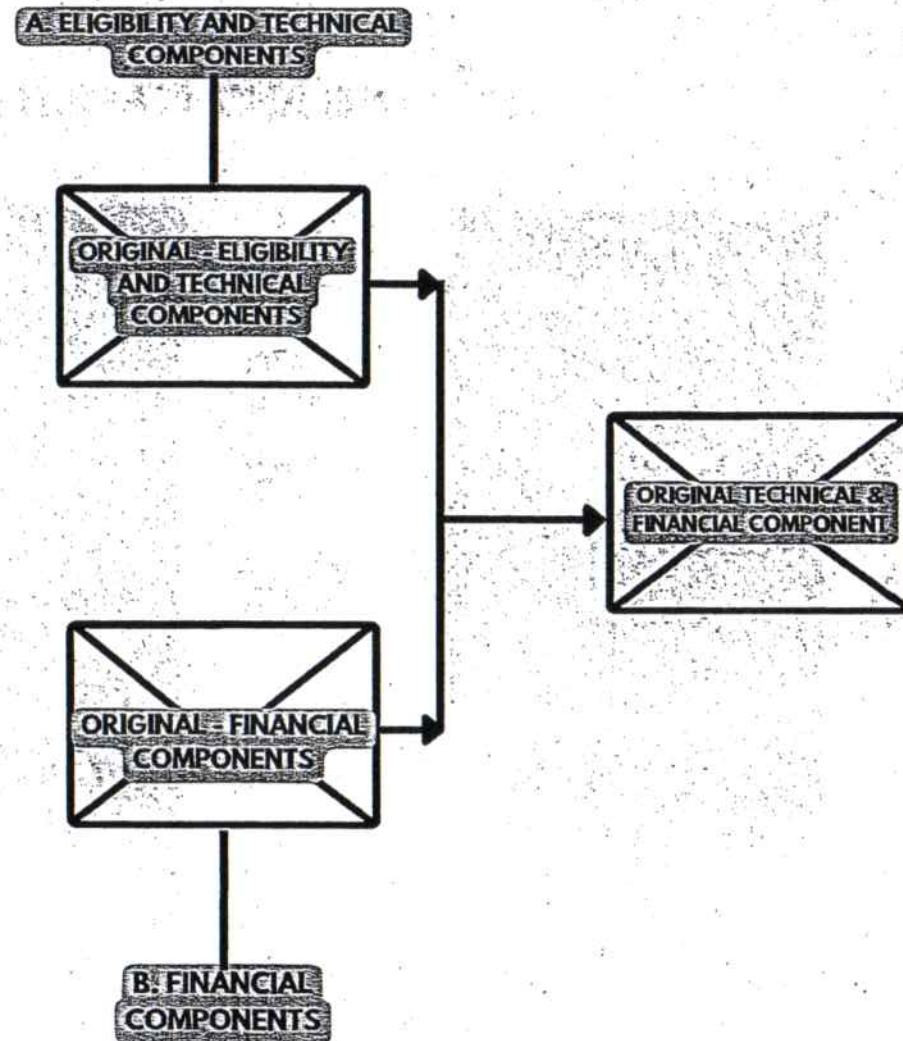 A. ELIGIBILITY AND TECHNICAL
COMPONENTS
ORIGINAL - ELIGIBILITY
AND TECHNICAL
COMPONENTS
ORIGINAL TECHNICAL &
FINANCIAL COMPONENT
ORIGINAL - FINANCIAL
COMPONENTS
B. FINANCIAL
COMPONENTS